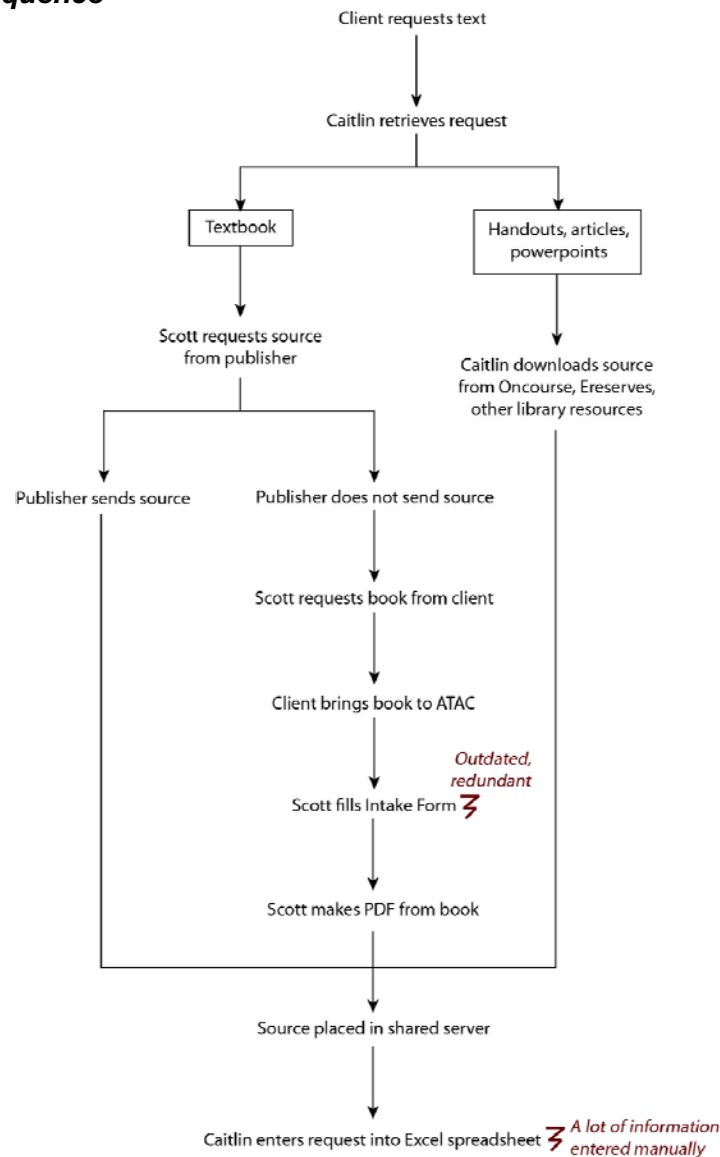 Client requests text
Caitlin retrieves request
Textbook
Handouts, articles,
powerpoints
Scott requests source
from publisher
Caitlin downloads source
from Oncourse, Ereserves,
other library resources
Publisher sends source
Publisher does not send source
Scott requests book from client
Client brings book to ATAC
Outdated,
redundant
Scott fills Intake Form
Scott makes PDF from book
Source placed in shared server
Caitlin enters request into Excel spreadsheet
A lot of information
entered manually